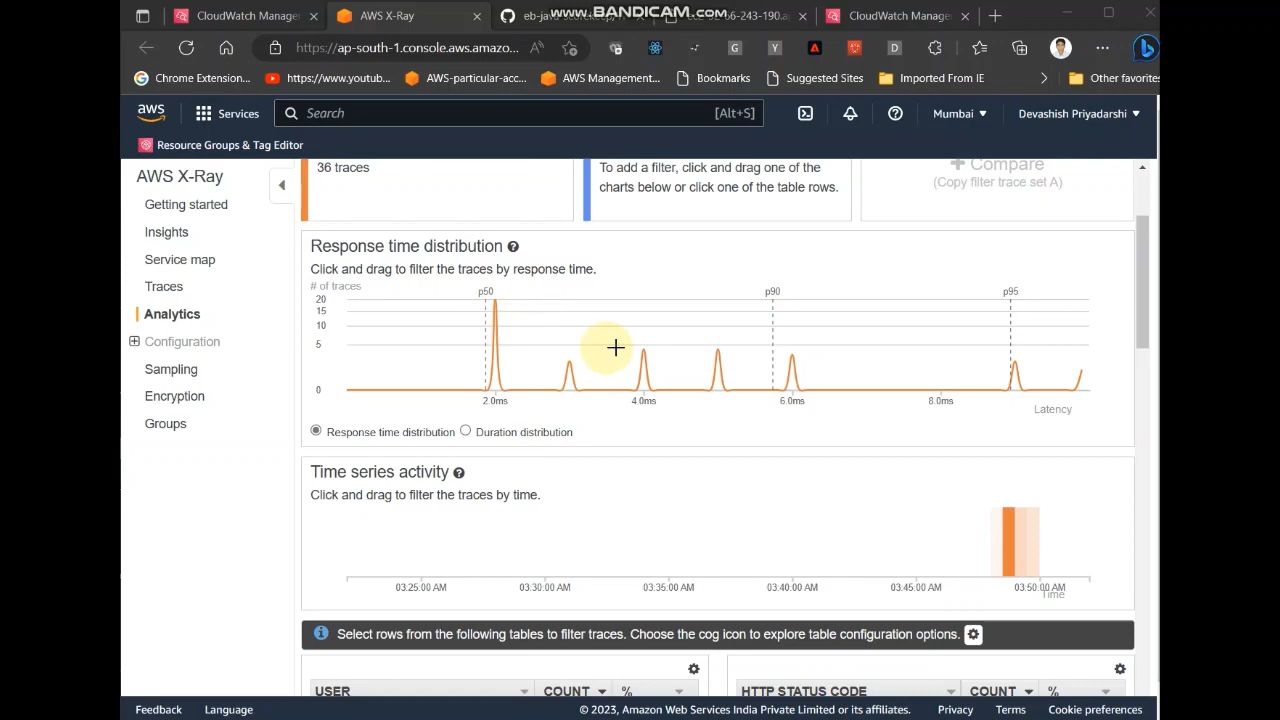 CloudWatch Manage
AWS X-Ray
CloudWatch Manage
www.BANDICAM.com
https://ap-south-1.console.aws.amazo...
Chrome Extension...
https://www.youtub...
AWS-particular-acc...
AWS Management...
Bookmarks
Suggested Sites
Imported From IE
Other favorites
aws
Services
Search
[Alt+S]
Mumbai
Devashish Priyadarshi
Resource Groups & Tag Editor
AWS X-Ray
Getting started
Insights
Service map
Traces
Analytics
Configuration
Sampling
Encryption
Groups
36 traces
To add a filter, click and drag one of the
charts below or click one of the table rows.
Compare
(Copy filter trace set A)
Response time distribution
Click and drag to filter the traces by response time.
# of traces
p50
p90
p95
20
15
10
5
0
2.0ms
4.0ms
6.0ms
8.0ms
Latency
Response time distribution
Duration distribution
Time series activity
Click and drag to filter the traces by time.
03:25:00 AM
03:30:00 AM
03:35:00 AM
03:40:00 AM
03:45:00 AM
03:50:00 AM
Time
Select rows from the following tables to filter traces. Choose the cog icon to explore table configuration options.
USER
COUNT
%
HTTP STATUS CODE
COUNT
%
Feedback
Language
© 2023, Amazon Web Services India Private Limited or its affiliates.
Privacy
Terms
Cookie preferences